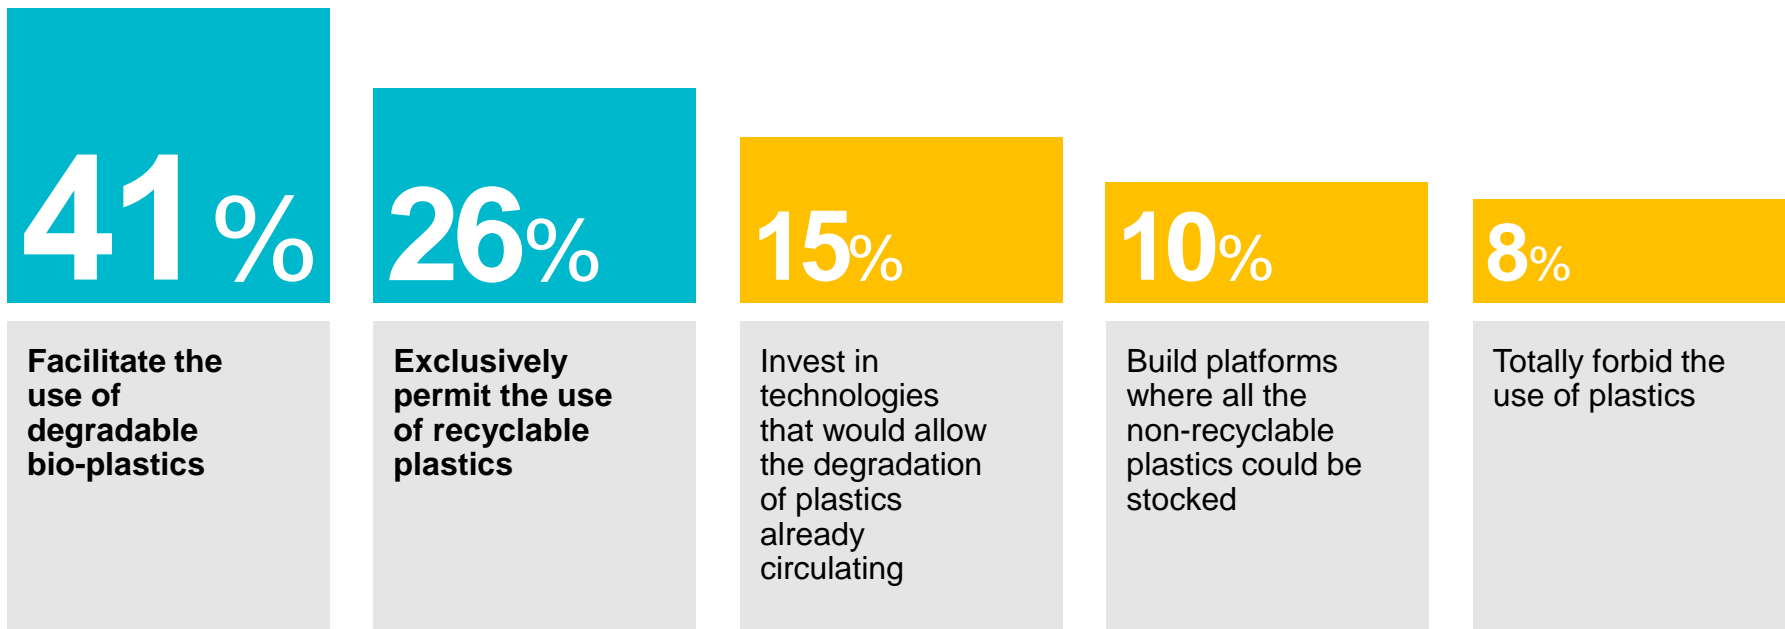 41%
Facilitate the
use of
degradable
bio-plastics
26%
Exclusively
permit the use
of recyclable
plastics
15%
Invest in
technologies
that would allow
the degradation
of plastics
already
circulating
10%
Build platforms
where all the
non-recyclable
plastics could be
stocked
8%
Totally forbid the
use of plastics